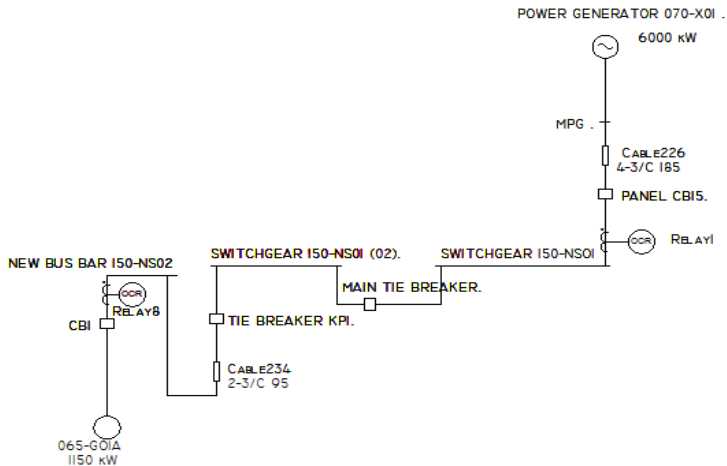 POWER GENERATOR 070-X01 .
6000 KW
MPG .
CABLE226
4-3/C 185
PANEL CB15.
OCR
RELAY1
SWITCHGEAR 150-NS01 (02).
SWITCHGEAR 150-NS01
NEW BUS BAR 150-NS02
MAIN TIE BREAKER.
OCR
RELAY8
CB1
TIE BREAKER KP1.
CABLE234
2-3/C 95
065-G01A
1150 KW